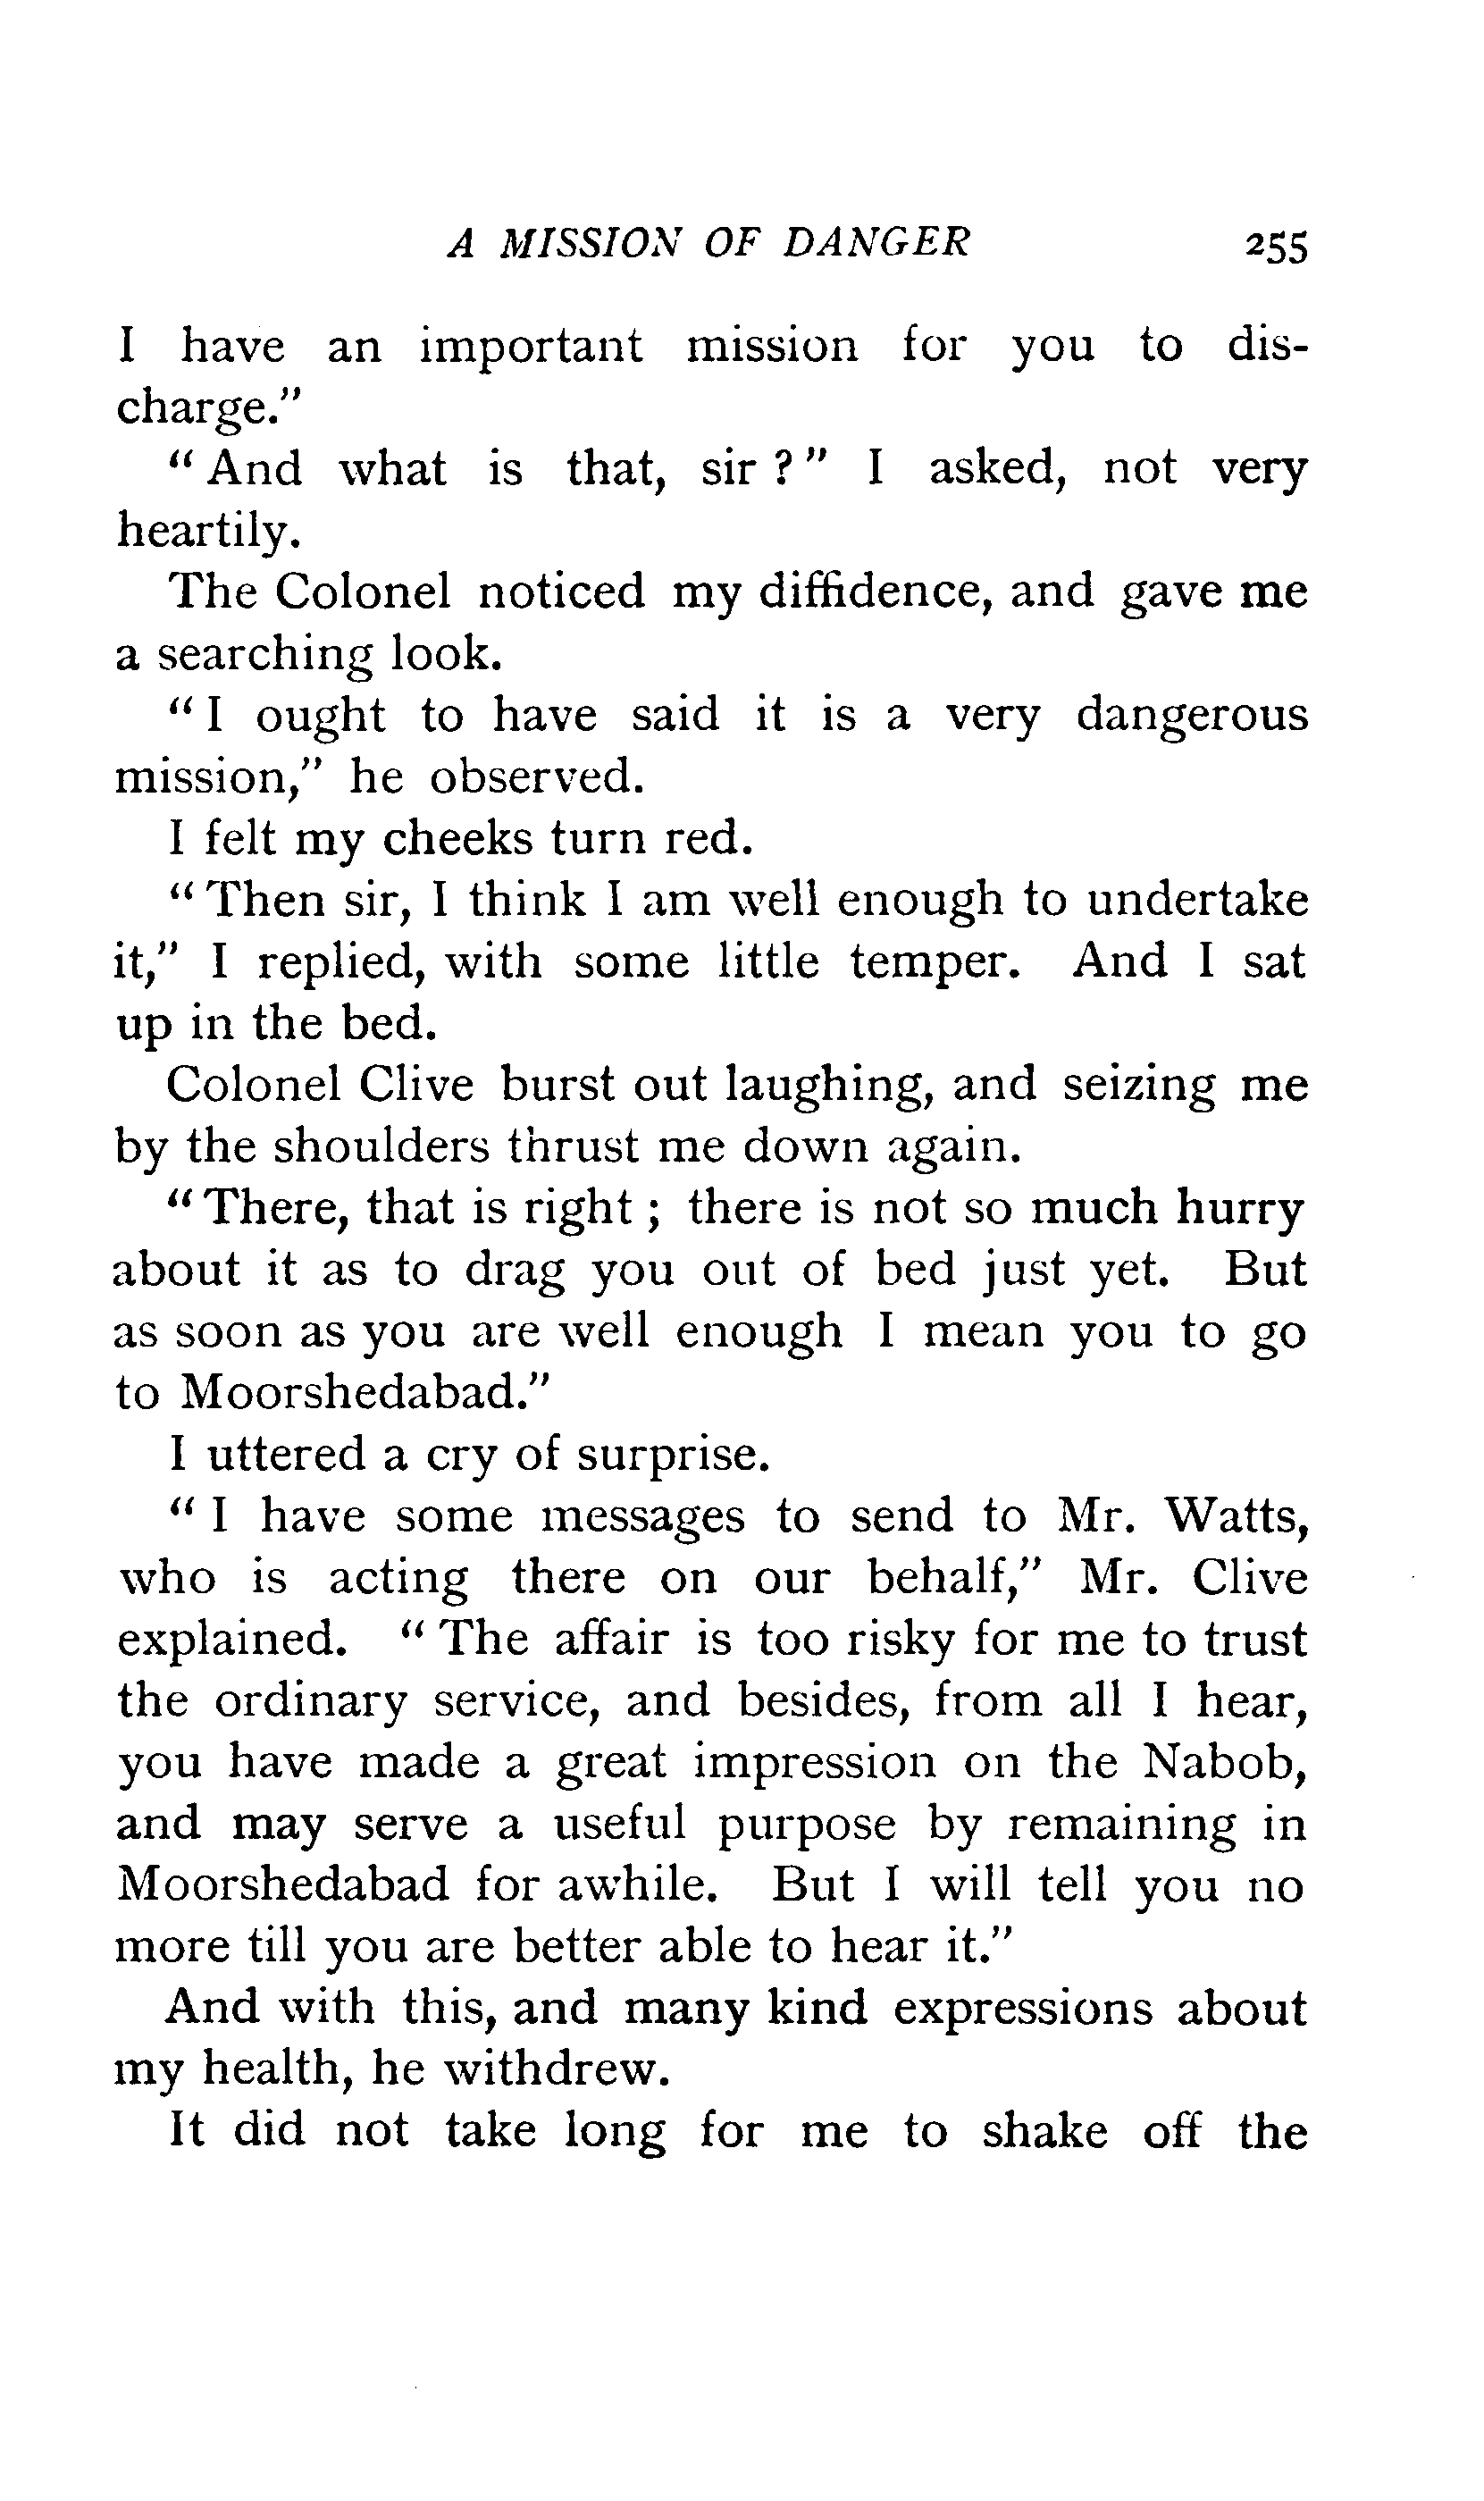 A MISSION OF DANGER 255
I have an important mission for you to dis-
charge."
"And what is that, sir?" I asked, not very
heartily.
The Colonel noticed my diffidence, and gave me
a searching look.
"I ought to have said it is a very dangerous
mission," he observed.
I felt my cheeks turn red.
"Then sir, I think I am well enough to undertake
it," I replied, with some little temper. And I sat
up in the bed.
Colonel Clive burst out laughing, and seizing me
by the shoulders thrust me down again.
"There, that is right; there is not so much hurry
about it as to drag you out of bed just yet. But
as soon as you are well enough I mean you to go
to Moorshedabad."
I uttered a cry of surprise.
"I have some messages to send to Mr. Watts,
who is acting there on our behalf," Mr. Clive
explained. "The affair is too risky for me to trust
the ordinary service, and besides, from all I hear,
you have made a great impression on the Nabob,
and may serve a useful purpose by remaining in
Moorshedabad for awhile. But I will tell you no
more till you are better able to hear it."
And with this, and many kind expressions about
my health, he withdrew.
It did not take long for me to shake off the